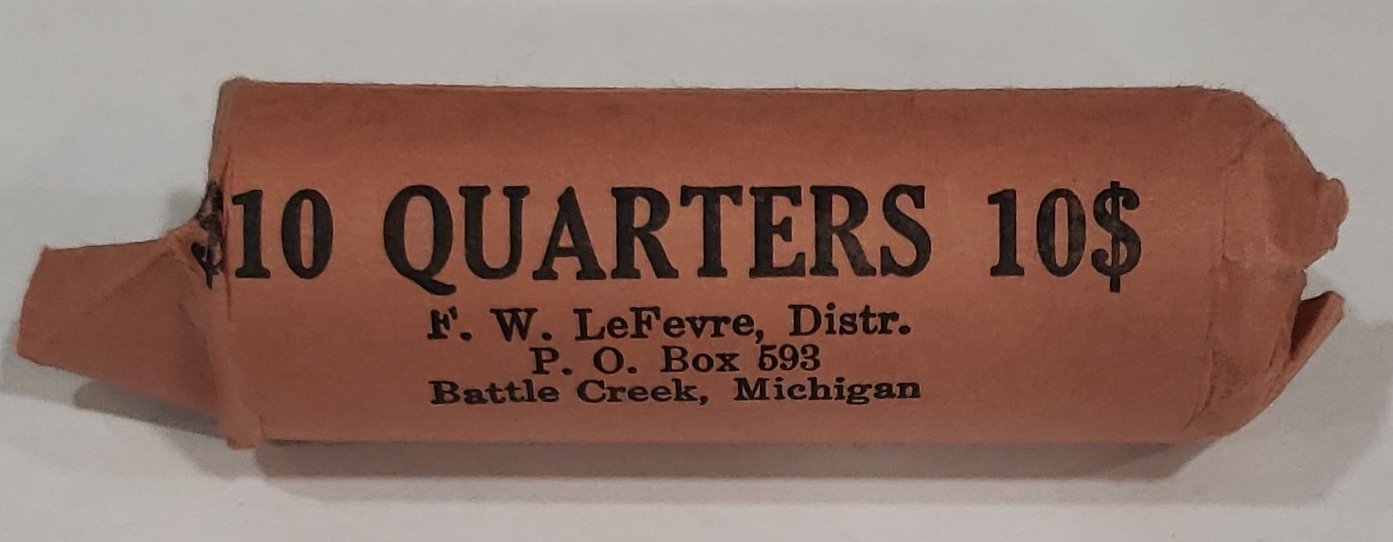 $10 QUARTERS 10$
F. W. LeFevre, Distr.
P. O. Box 593
Battle Creek, Michigan